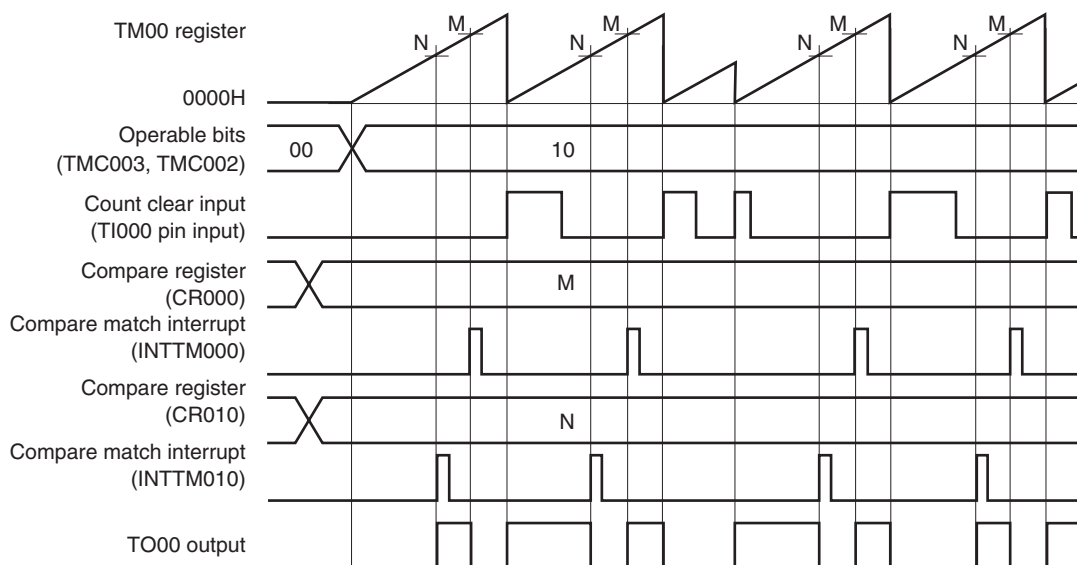 TM00 register
N
M
N
M
N
M
N
M
0000H
Operable bits
(TMC003, TMC002)
00
10
Count clear input
(TI000 pin input)
Compare register
(CR000)
M
Compare match interrupt
(INTTM000)
Compare register
(CR010)
N
Compare match interrupt
(INTTM010)
TO00 output